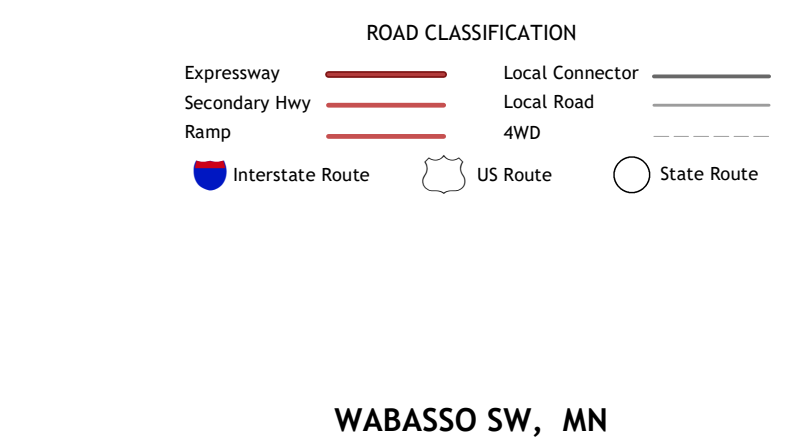 ROAD CLASSIFICATION
Expressway
Local Connector
Secondary Hwy
Local Road
Ramp
4WD
Interstate Route
US Route
State Route
WABASSO SW, MN